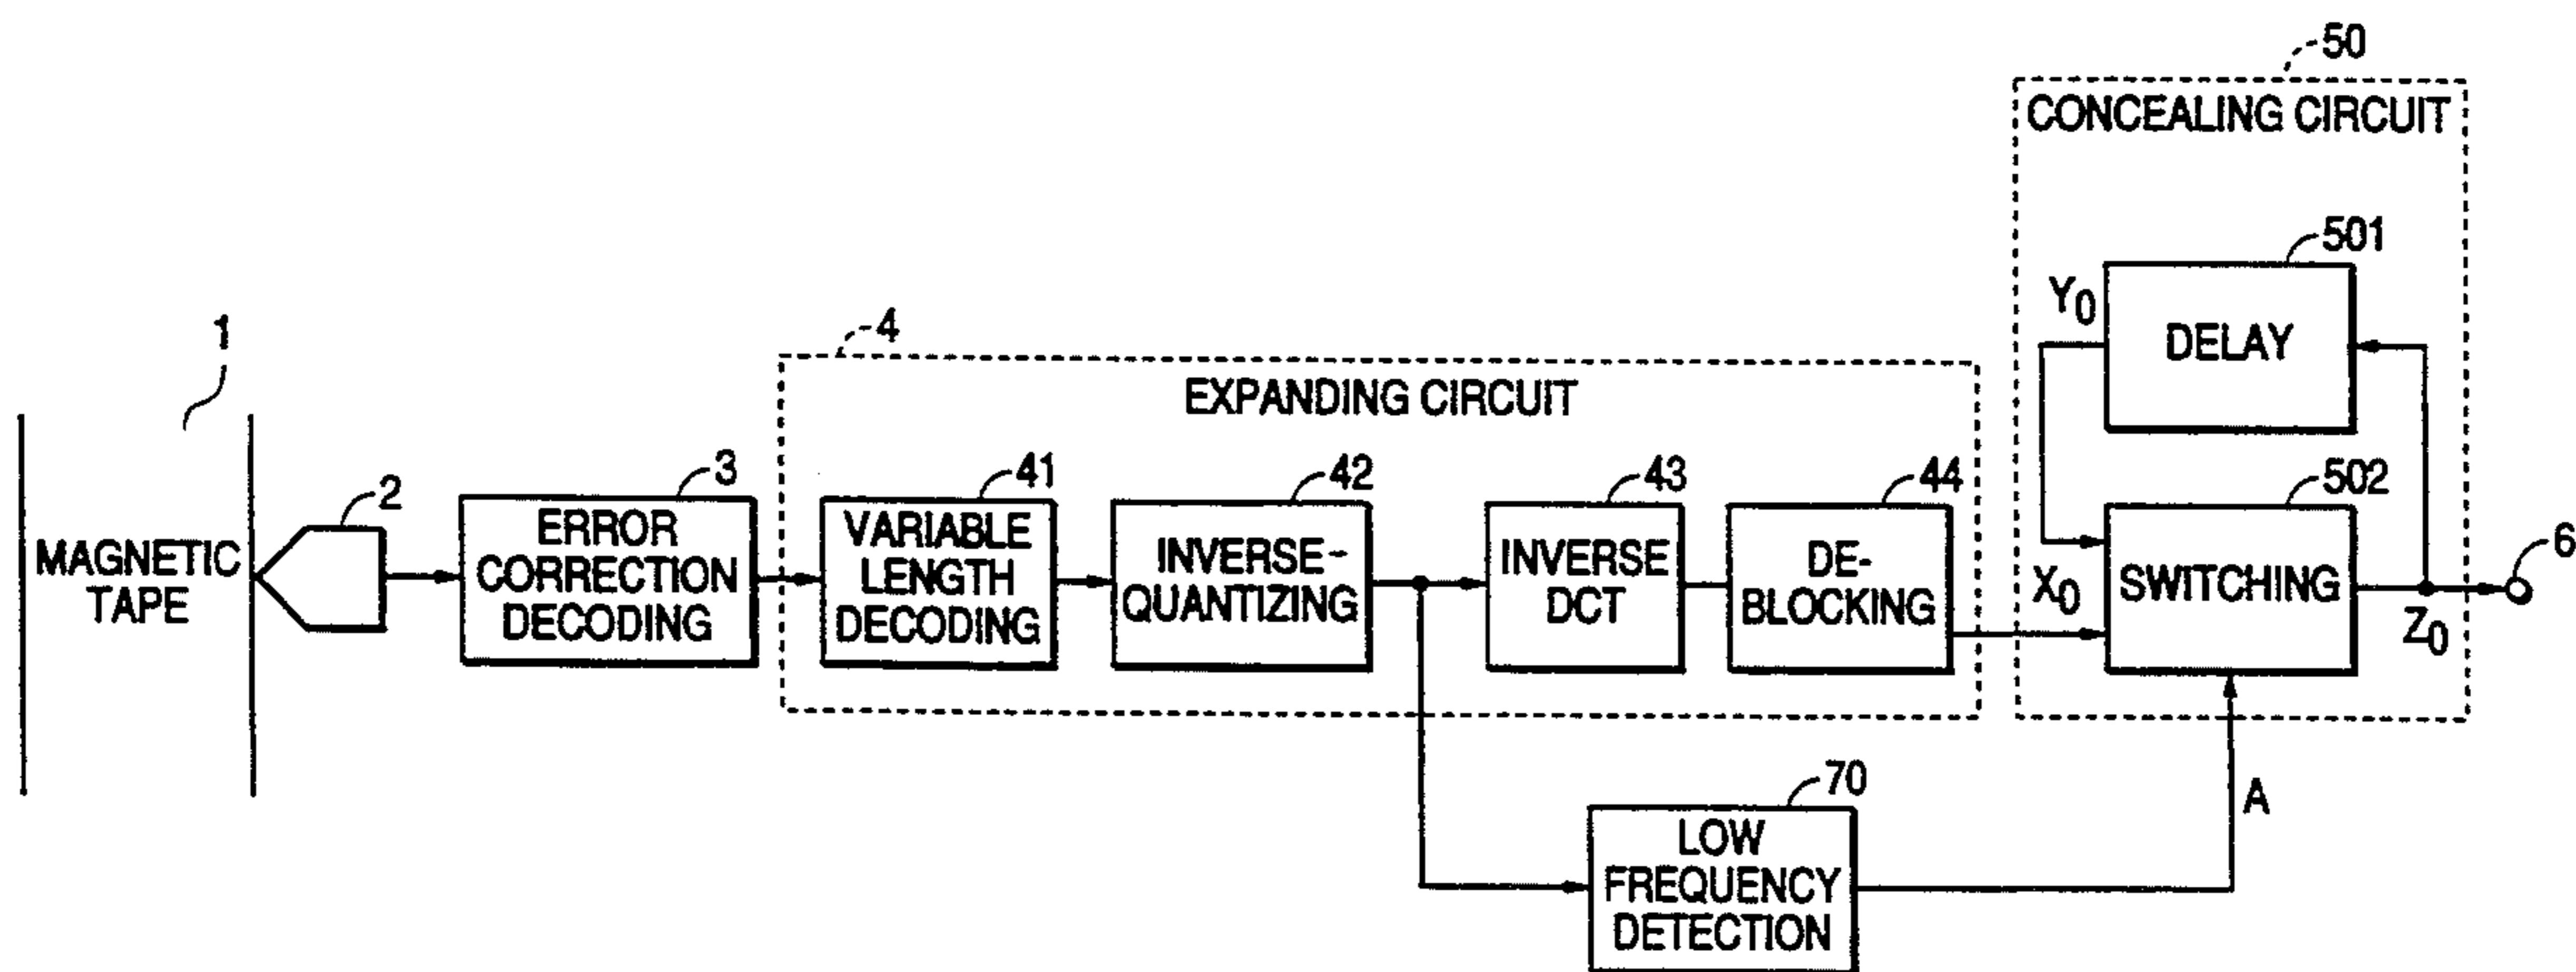 50
CONCEALING CIRCUIT
501
Y0
DELAY
1
4
EXPANDING CIRCUIT
2
3
41
42
43
44
502
6
MAGNETIC
TAPE
ERROR
CORRECTION
DECODING
VARIABLE
LENGTH
DECODING
INVERSE-
QUANTIZING
INVERSE
DCT
DE-
BLOCKING
X0
SWITCHING
Z0
70
A
LOW
FREQUENCY
DETECTION